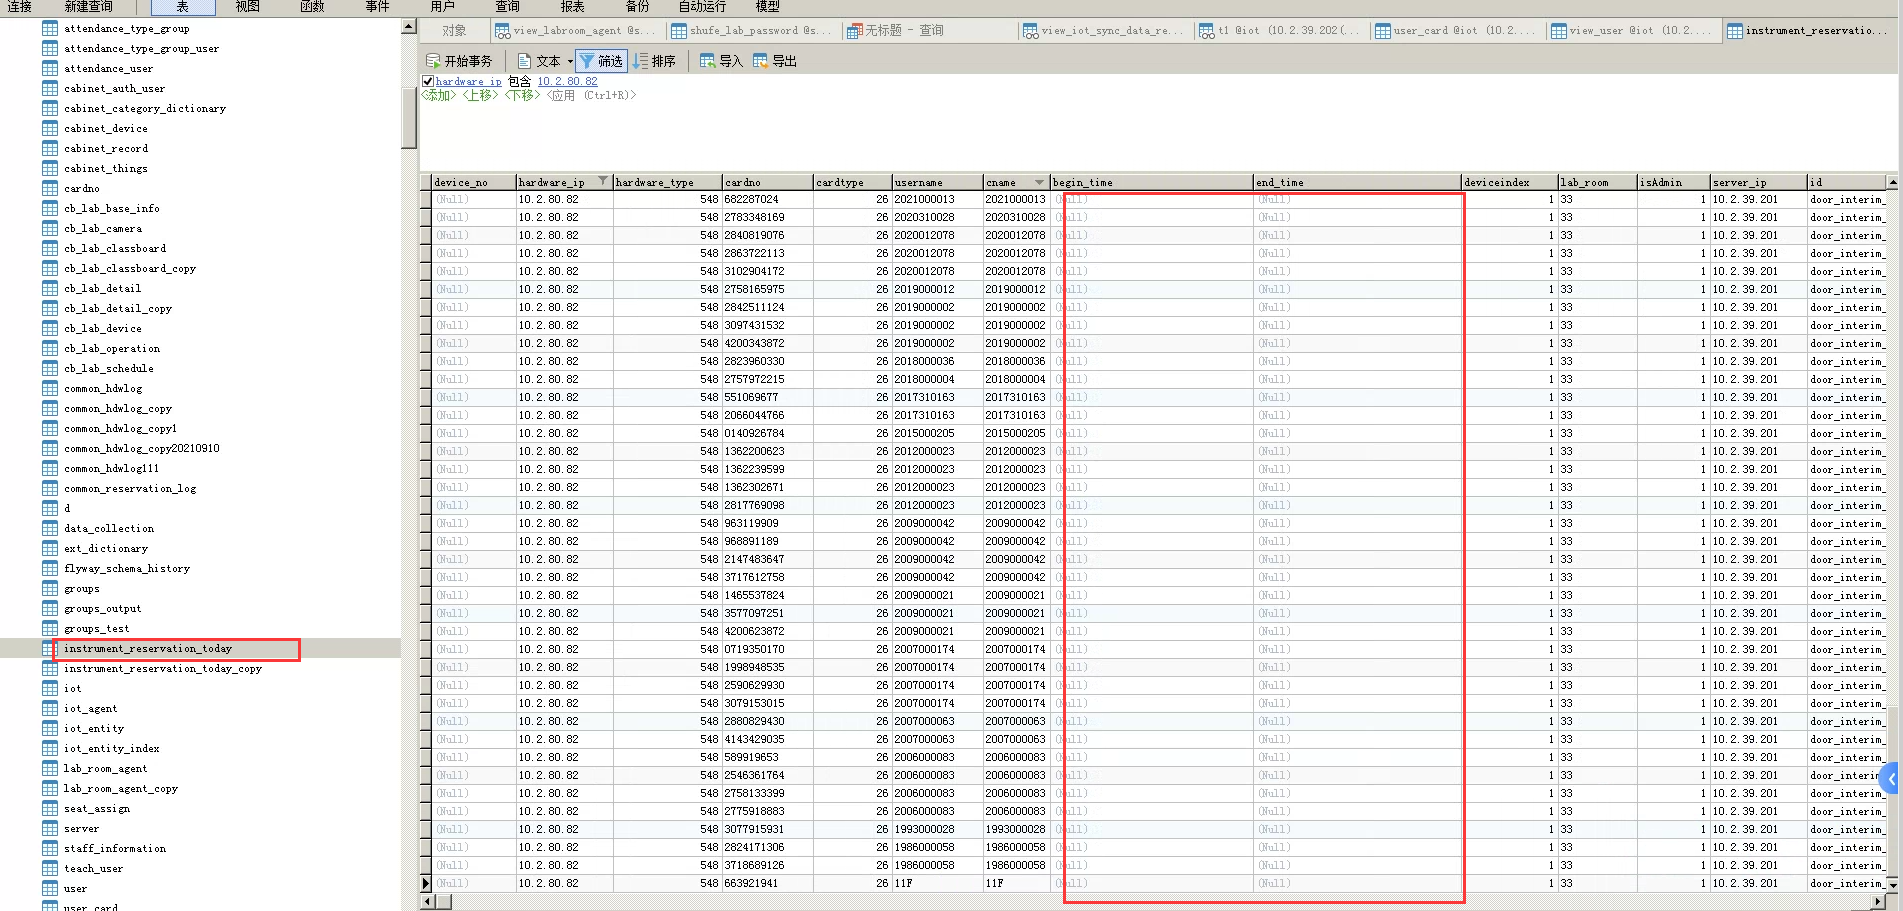 连接 新建查询 表 视图 函数 事件 用户 查询 报表 备份 自动运行 模型
对象 view_labroom_agent @s... shufe_lab_password @s... 无标题 - 查询 view_iot_sync_data_re... t1 @iot (10.2.39.202(... user_card @iot (10.2.... view_user @iot (10.2.... instrument_reservatio...
开始事务 文本 筛选 排序 导入 导出
hardware_ip 包含 10.2.80.82
<添加> <上移> <下移> <应用 (Ctrl+R)>
attendance_type_group
attendance_type_group_user
attendance_user
cabinet_auth_user
cabinet_category_dictionary
cabinet_device
cabinet_record
cabinet_things
cardno
cb_lab_base_info
cb_lab_camera
cb_lab_classboard
cb_lab_classboard_copy
cb_lab_detail
cb_lab_detail_copy
cb_lab_device
cb_lab_operation
cb_lab_schedule
common_hdwlog
common_hdwlog_copy
common_hdwlog_copy1
common_hdwlog_copy20210910
common_hdwlog111
common_reservation_log
d
data_collection
ext_dictionary
flyway_schema_history
groups
groups_output
groups_test
instrument_reservation_today
instrument_reservation_today_copy
iot
iot_agent
iot_entity
iot_entity_index
lab_room_agent
lab_room_agent_copy
seat_assign
server
staff_information
teach_user
user
user_card
device_no hardware_ip hardware_type cardno cardtype username cname begin_time end_time deviceindex lab_room isAdmin server_ip id
(Null) 10.2.80.82 548 682287024 26 2021000013 2021000013 (Null) (Null) 1 33 1 10.2.39.201 door_interim_
(Null) 10.2.80.82 548 2783348169 26 2020310028 2020310028 (Null) (Null) 1 33 1 10.2.39.201 door_interim_
(Null) 10.2.80.82 548 2840819076 26 2020012078 2020012078 (Null) (Null) 1 33 1 10.2.39.201 door_interim_
(Null) 10.2.80.82 548 2863722113 26 2020012078 2020012078 (Null) (Null) 1 33 1 10.2.39.201 door_interim_
(Null) 10.2.80.82 548 3102904172 26 2020012078 2020012078 (Null) (Null) 1 33 1 10.2.39.201 door_interim_
(Null) 10.2.80.82 548 2758165975 26 2019000012 2019000012 (Null) (Null) 1 33 1 10.2.39.201 door_interim_
(Null) 10.2.80.82 548 2842511124 26 2019000002 2019000002 (Null) (Null) 1 33 1 10.2.39.201 door_interim_
(Null) 10.2.80.82 548 3097431532 26 2019000002 2019000002 (Null) (Null) 1 33 1 10.2.39.201 door_interim_
(Null) 10.2.80.82 548 4200343872 26 2019000002 2019000002 (Null) (Null) 1 33 1 10.2.39.201 door_interim_
(Null) 10.2.80.82 548 2823960330 26 2018000036 2018000036 (Null) (Null) 1 33 1 10.2.39.201 door_interim_
(Null) 10.2.80.82 548 2757972215 26 2018000004 2018000004 (Null) (Null) 1 33 1 10.2.39.201 door_interim_
(Null) 10.2.80.82 548 551069677 26 2017310163 2017310163 (Null) (Null) 1 33 1 10.2.39.201 door_interim_
(Null) 10.2.80.82 548 2066044766 26 2017310163 2017310163 (Null) (Null) 1 33 1 10.2.39.201 door_interim_
(Null) 10.2.80.82 548 0140926784 26 2015000205 2015000205 (Null) (Null) 1 33 1 10.2.39.201 door_interim_
(Null) 10.2.80.82 548 1362200623 26 2012000023 2012000023 (Null) (Null) 1 33 1 10.2.39.201 door_interim_
(Null) 10.2.80.82 548 1362239599 26 2012000023 2012000023 (Null) (Null) 1 33 1 10.2.39.201 door_interim_
(Null) 10.2.80.82 548 1362302671 26 2012000023 2012000023 (Null) (Null) 1 33 1 10.2.39.201 door_interim_
(Null) 10.2.80.82 548 2817769098 26 2012000023 2012000023 (Null) (Null) 1 33 1 10.2.39.201 door_interim_
(Null) 10.2.80.82 548 963119909 26 2009000042 2009000042 (Null) (Null) 1 33 1 10.2.39.201 door_interim_
(Null) 10.2.80.82 548 968891189 26 2009000042 2009000042 (Null) (Null) 1 33 1 10.2.39.201 door_interim_
(Null) 10.2.80.82 548 2147483647 26 2009000042 2009000042 (Null) (Null) 1 33 1 10.2.39.201 door_interim_
(Null) 10.2.80.82 548 3717612758 26 2009000042 2009000042 (Null) (Null) 1 33 1 10.2.39.201 door_interim_
(Null) 10.2.80.82 548 1465537824 26 2009000021 2009000021 (Null) (Null) 1 33 1 10.2.39.201 door_interim_
(Null) 10.2.80.82 548 3577097251 26 2009000021 2009000021 (Null) (Null) 1 33 1 10.2.39.201 door_interim_
(Null) 10.2.80.82 548 4200623872 26 2009000021 2009000021 (Null) (Null) 1 33 1 10.2.39.201 door_interim_
(Null) 10.2.80.82 548 0719350170 26 2007000174 2007000174 (Null) (Null) 1 33 1 10.2.39.201 door_interim_
(Null) 10.2.80.82 548 1998948535 26 2007000174 2007000174 (Null) (Null) 1 33 1 10.2.39.201 door_interim_
(Null) 10.2.80.82 548 2590629930 26 2007000174 2007000174 (Null) (Null) 1 33 1 10.2.39.201 door_interim_
(Null) 10.2.80.82 548 3079153015 26 2007000174 2007000174 (Null) (Null) 1 33 1 10.2.39.201 door_interim_
(Null) 10.2.80.82 548 2880829430 26 2007000063 2007000063 (Null) (Null) 1 33 1 10.2.39.201 door_interim_
(Null) 10.2.80.82 548 4143429035 26 2007000063 2007000063 (Null) (Null) 1 33 1 10.2.39.201 door_interim_
(Null) 10.2.80.82 548 589919653 26 2006000083 2006000083 (Null) (Null) 1 33 1 10.2.39.201 door_interim_
(Null) 10.2.80.82 548 2546361764 26 2006000083 2006000083 (Null) (Null) 1 33 1 10.2.39.201 door_interim_
(Null) 10.2.80.82 548 2758133399 26 2006000083 2006000083 (Null) (Null) 1 33 1 10.2.39.201 door_interim_
(Null) 10.2.80.82 548 2775918883 26 2006000083 2006000083 (Null) (Null) 1 33 1 10.2.39.201 door_interim_
(Null) 10.2.80.82 548 3077915931 26 1993000028 1993000028 (Null) (Null) 1 33 1 10.2.39.201 door_interim_
(Null) 10.2.80.82 548 2824171306 26 1986000058 1986000058 (Null) (Null) 1 33 1 10.2.39.201 door_interim_
(Null) 10.2.80.82 548 3718689126 26 1986000058 1986000058 (Null) (Null) 1 33 1 10.2.39.201 door_interim_
(Null) 10.2.80.82 548 663921941 26 11F 11F (Null) (Null) 1 33 1 10.2.39.201 door_interim_